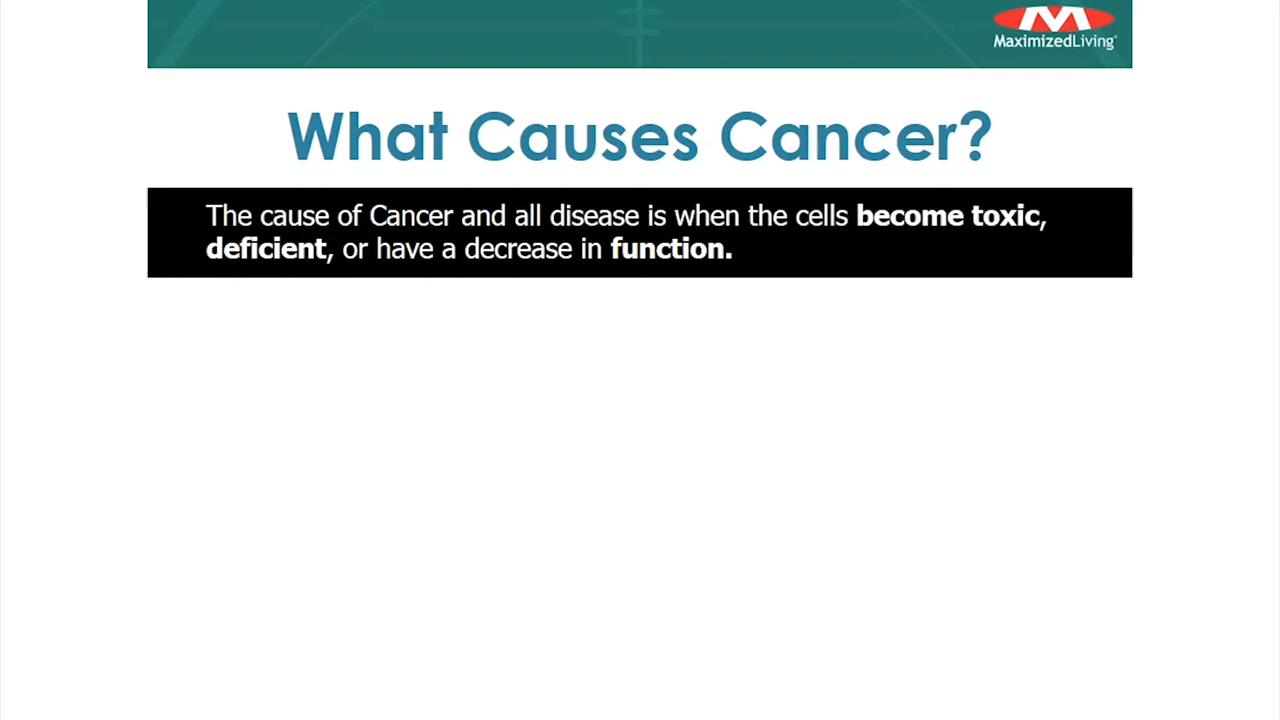 MaximizedLiving
What Causes Cancer?
The cause of Cancer and all disease is when the cells become toxic,
deficient, or have a decrease in function.